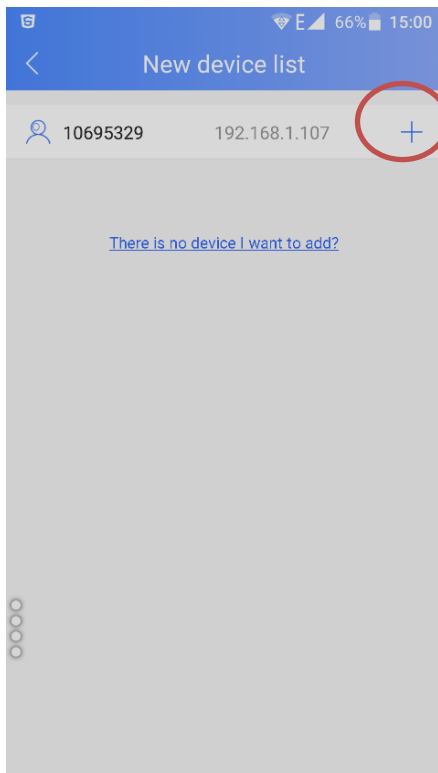 E 66% 15:00
New device list
10695329 192.168.1.107 +
There is no device I want to add?